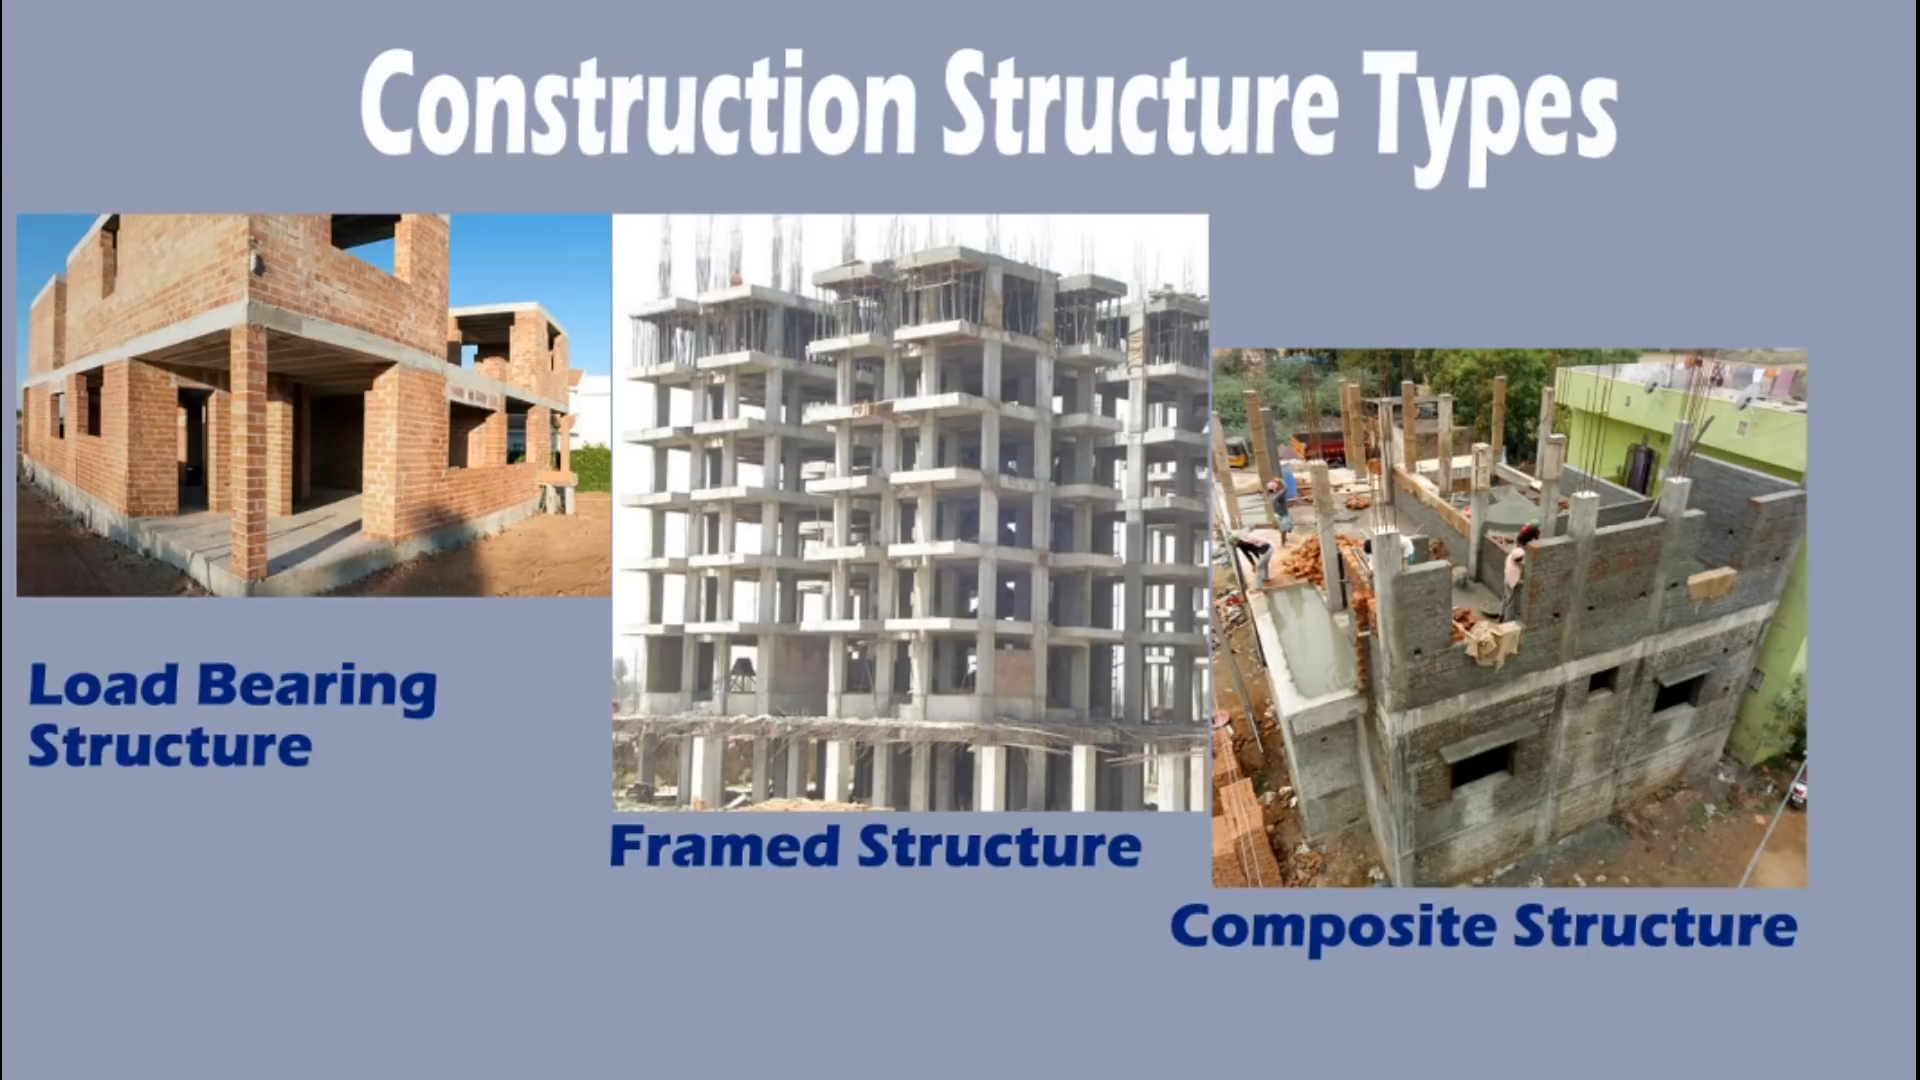 Construction Structure Types
Load Bearing
Structure
Framed Structure
Composite Structure